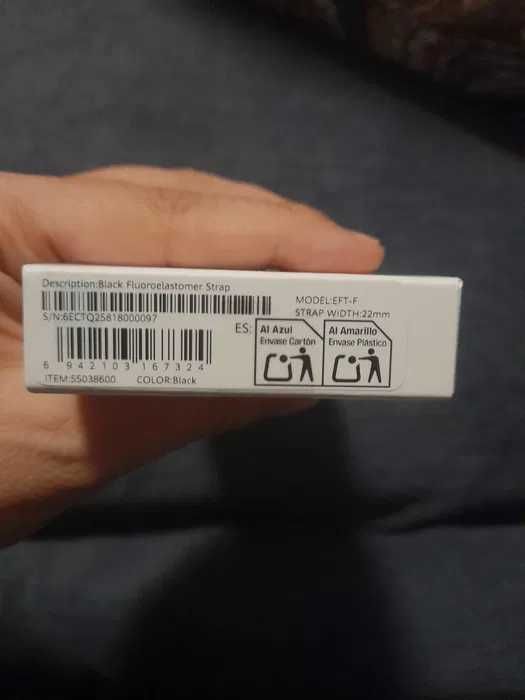 Description:Black Fluoroelastomer Strap
MODEL:EFT-F
S/N:6ECTQ25818000097
STRAP WIDTH:22mm
ES:
Al Azul
Envase Cartón
Al Amarillo
Envase Plástico
6 942103 167324
ITEM:55038600
COLOR:Black